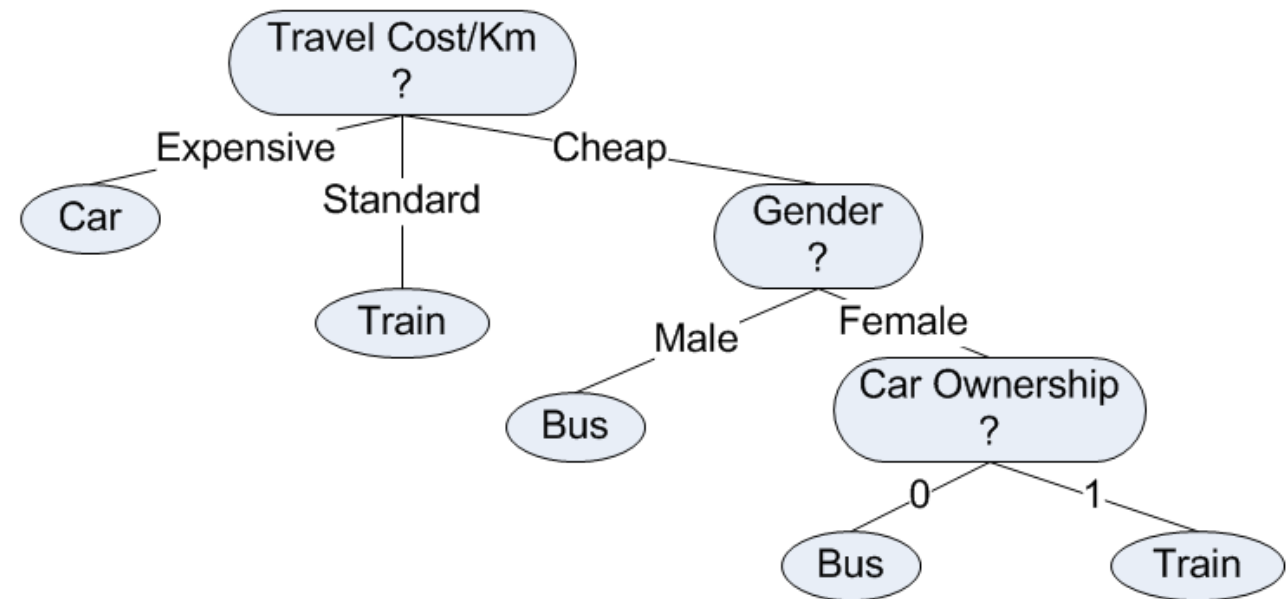 Travel Cost/Km
?
Expensive
Cheap
Standard
Car
Gender
?
Train
Male
Female
Bus
Car Ownership
?
0
1
Bus
Train